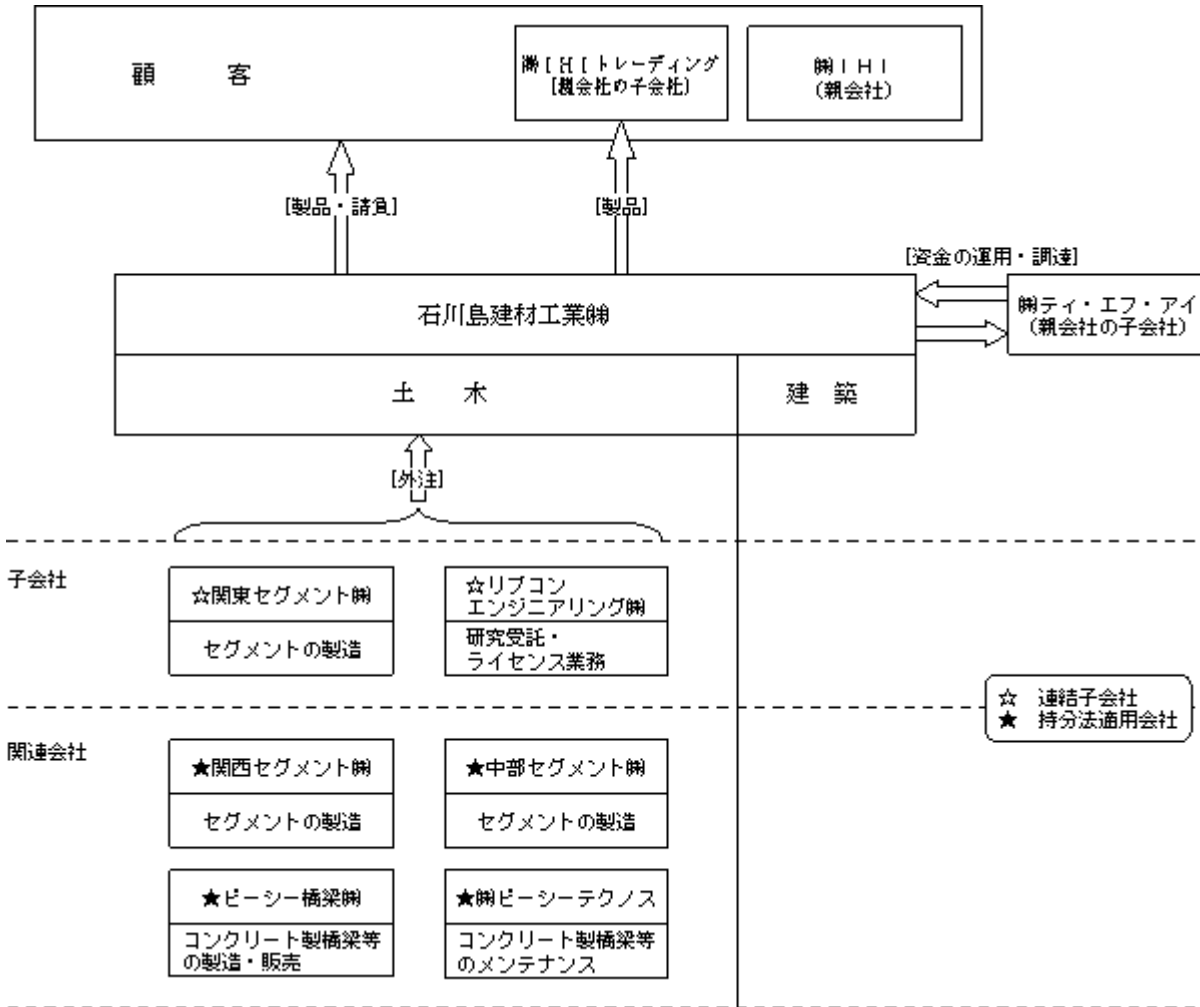 顧　客
㈱ＩＨＩトレーディング
(親会社の子会社)
㈱ＩＨＩ
(親会社)
[製品・請負]
[製品]
[資金の運用・調達]
石川島建材工業㈱
㈱ティ・エフ・アイ
(親会社の子会社)
土　木
建　築
[外注]
子会社
☆関東セグメント㈱
セグメントの製造
☆リブコン
エンジニアリング㈱
研究受託・
ライセンス業務
☆　連結子会社
★　持分法適用会社
関連会社
★関西セグメント㈱
セグメントの製造
★中部セグメント㈱
セグメントの製造
★ピーシー橋梁㈱
コンクリート製橋梁等
の製造・販売
★㈱ピーシーテクノス
コンクリート製橋梁等
のメンテナンス